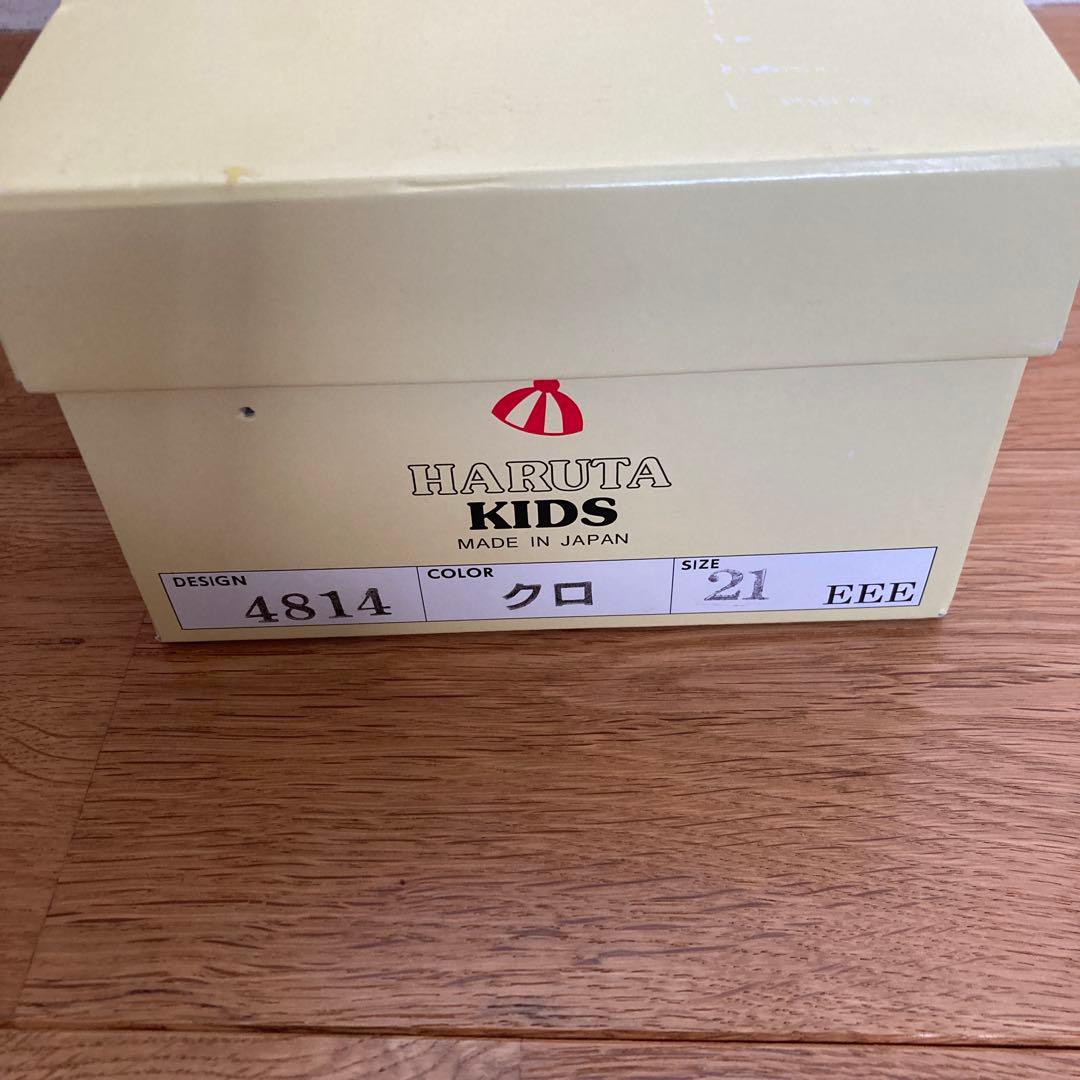 HARUTA
KIDS
MADE IN JAPAN
DESIGN 4814 COLOR クロ SIZE 21 EEE